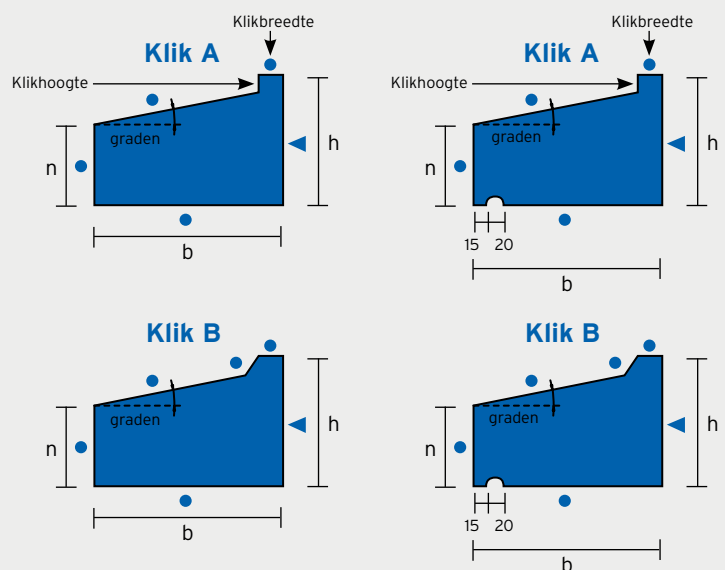 Klikbreedte
Klik A
Klikhoogte
graden
n
h
b
Klikbreedte
Klik A
Klikhoogte
graden
n
h
15 20
b
Klik B
graden
n
h
b
Klik B
graden
n
h
15 20
b